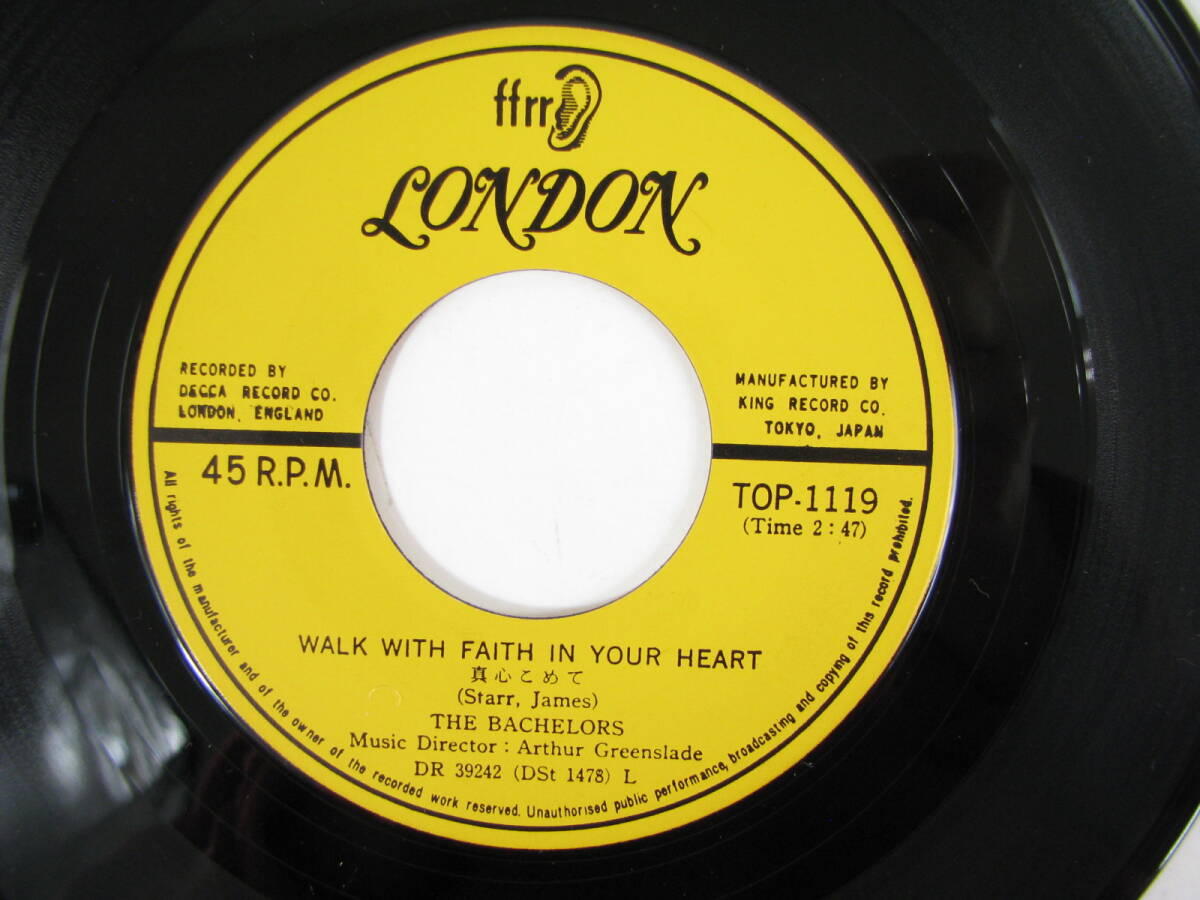 ffrr
LONDON
RECORDED BY
DECCA RECORD CO.
LONDON, ENGLAND
MANUFACTURED BY
KING RECORD CO.
TOKYO, JAPAN
45 R.P.M.
TOP-1119
(Time 2:47)
WALK WITH FAITH IN YOUR HEART
真心こめて
(Starr, James)
THE BACHELORS
Music Director : Arthur Greenslade
DR 39242 (DSt 1478) L
All rights of the manufacturer and of the owner of the recorded work reserved. Unauthorised public performance, broadcasting and copying of this record prohibited.